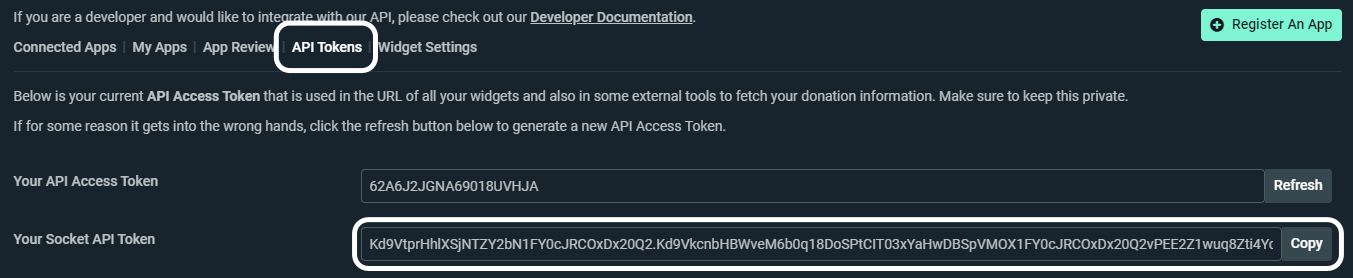 If you are a developer and would like to integrate with our API, please check out our Developer Documentation.
Register An App
Connected Apps | My Apps | App Review | API Tokens | Widget Settings
Below is your current API Access Token that is used in the URL of all your widgets and also in some external tools to fetch your donation information. Make sure to keep this private.
If for some reason it gets into the wrong hands, click the refresh button below to generate a new API Access Token.
Your API Access Token
62A6J2JGNA69018UVHJA
Refresh
Your Socket API Token
Kd9VtprHhlXSjNTZY2bN1FY0cJRCOxDx20Q2.Kd9VkcnbHBWveM6b0q18DoSPtCIT03xYaHwDBSpVMOX1FY0cJRCOxDx20Q2vPEE2Z1wuq8Zti4Yc
Copy